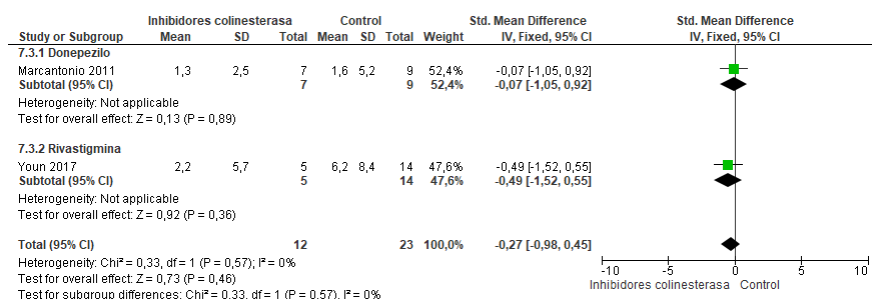 Inhibidores colinesterasa Control Std. Mean Difference Std. Mean Difference
Study or Subgroup Mean SD Total Mean SD Total Weight IV, Fixed, 95% CI IV, Fixed, 95% CI
7.3.1 Donepezilo
Marcantonio 2011 1,3 2,5 7 1,6 5,2 9 52,4% -0,07 [-1,05, 0,92]
Subtotal (95% CI) 7 9 52,4% -0,07 [-1,05, 0,92]
Heterogeneity: Not applicable
Test for overall effect: Z = 0,13 (P = 0,89)
7.3.2 Rivastigmina
Youn 2017 2,2 5,7 5 6,2 8,4 14 47,6% -0,49 [-1,52, 0,55]
Subtotal (95% CI) 5 14 47,6% -0,49 [-1,52, 0,55]
Heterogeneity: Not applicable
Test for overall effect: Z = 0,92 (P = 0,36)
Total (95% CI) 12 23 100,0% -0,27 [-0,98, 0,45]
Heterogeneity: Chi² = 0,33, df = 1 (P = 0,57); I² = 0%
Test for overall effect: Z = 0,73 (P = 0,46)
Test for subgroup differences: Chi² = 0,33, df = 1 (P = 0,57), I² = 0%
-10 -5 0 5 10
Inhibidores colinesterasa Control